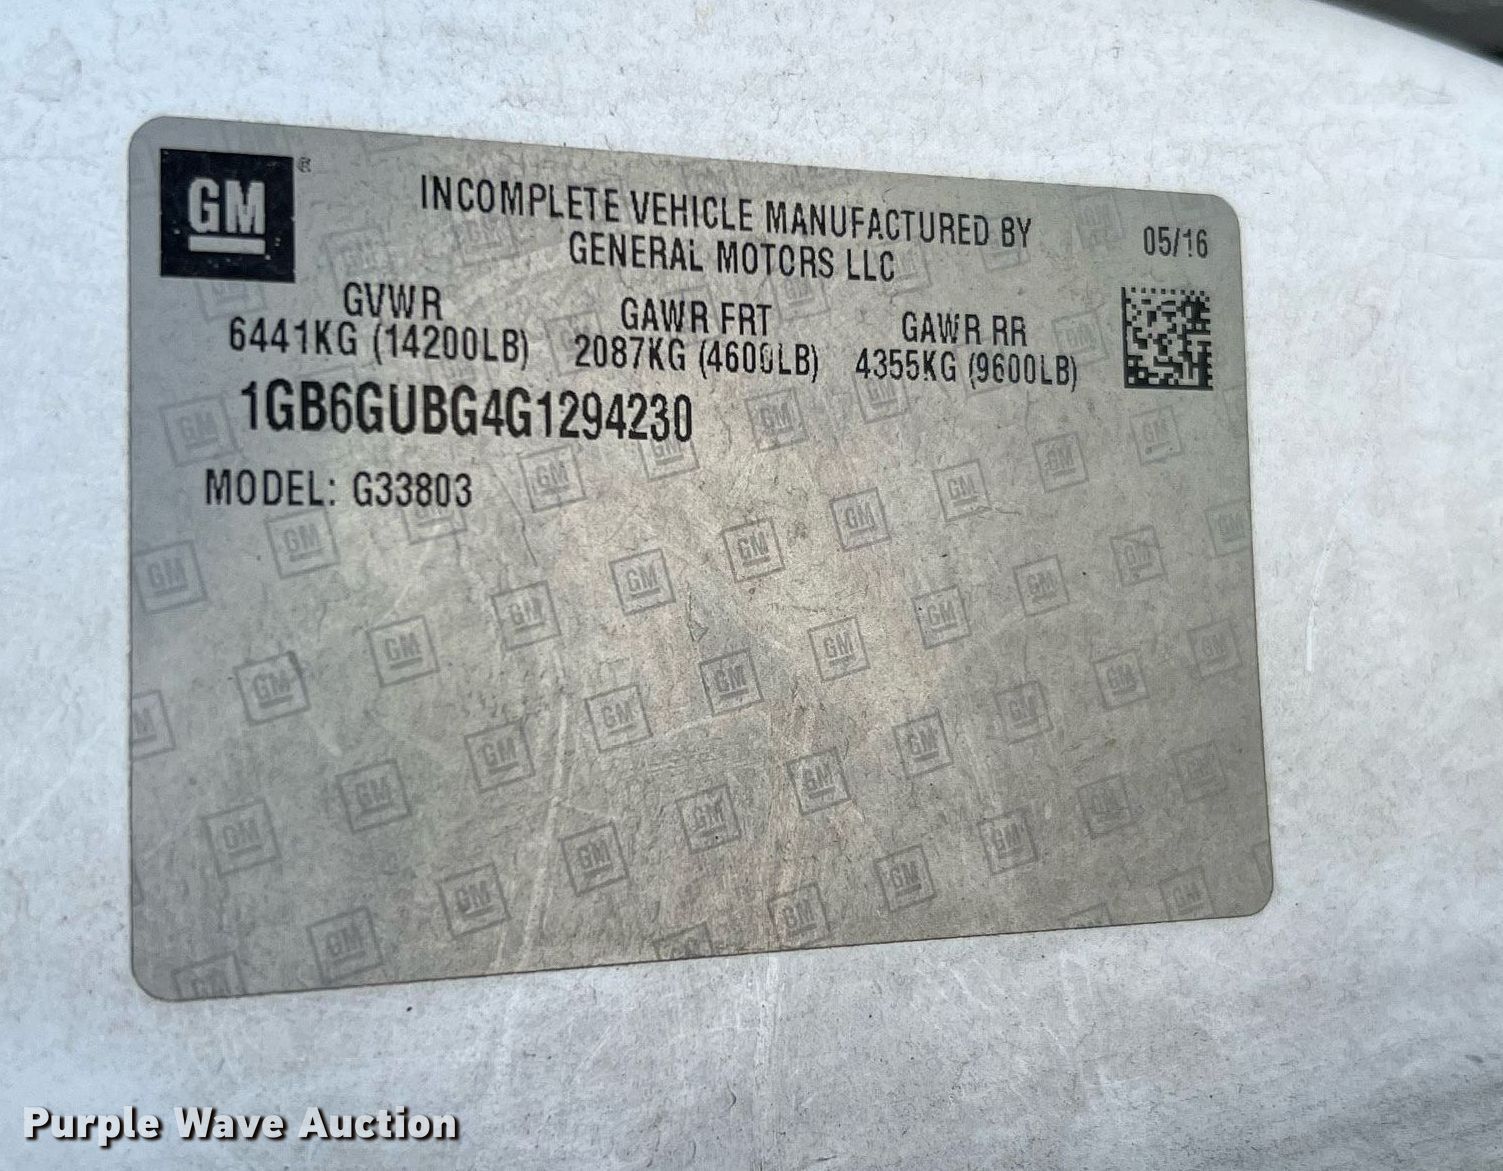 GM
INCOMPLETE VEHICLE MANUFACTURED BY
GENERAL MOTORS LLC
05/16
GVWR
6441KG (14200LB)
GAWR FRT
2087KG (4600LB)
GAWR RR
4355KG (9600LB)
1GB6GUBG4G1294230
MODEL: G33803
Purple Wave Auction